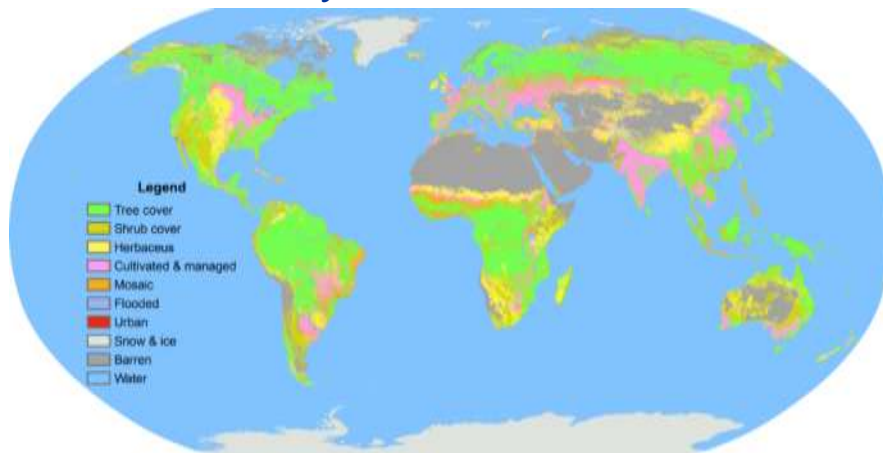 Legend
Tree cover
Shrub cover
Herbaceus
Cultivated & managed
Mosaic
Flooded
Urban
Snow & ice
Barren
Water